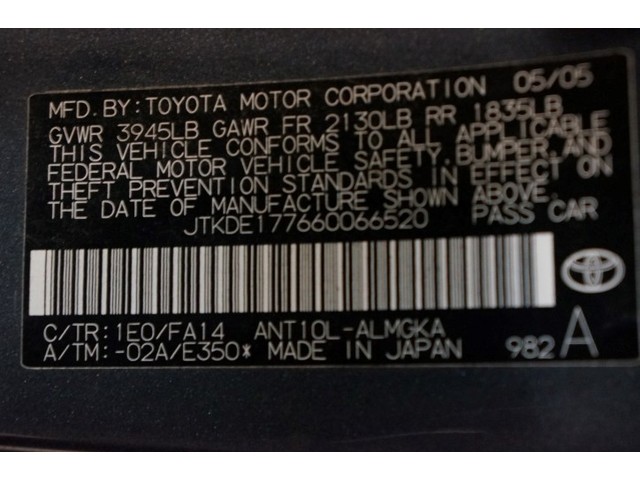 MFD.BY:TOYOTA MOTOR CORPORATION 05/05
GVWR 3945LB GAWR FR 2130LB RR 1835LB
THIS VEHICLE CONFORMS TO ALL APPLICABLE
FEDERAL MOTOR VEHICLE SAFETY,BUMPER,AND
THEFT PREVENTION STANDARDS IN EFFECT ON
THE DATE OF MANUFACTURE SHOWN ABOVE.
JTKDE177660066520 PASS CAR
C/TR:1E0/FA14 ANT10L-ALMGKA
A/TM:-02A/E350* MADE IN JAPAN 982A